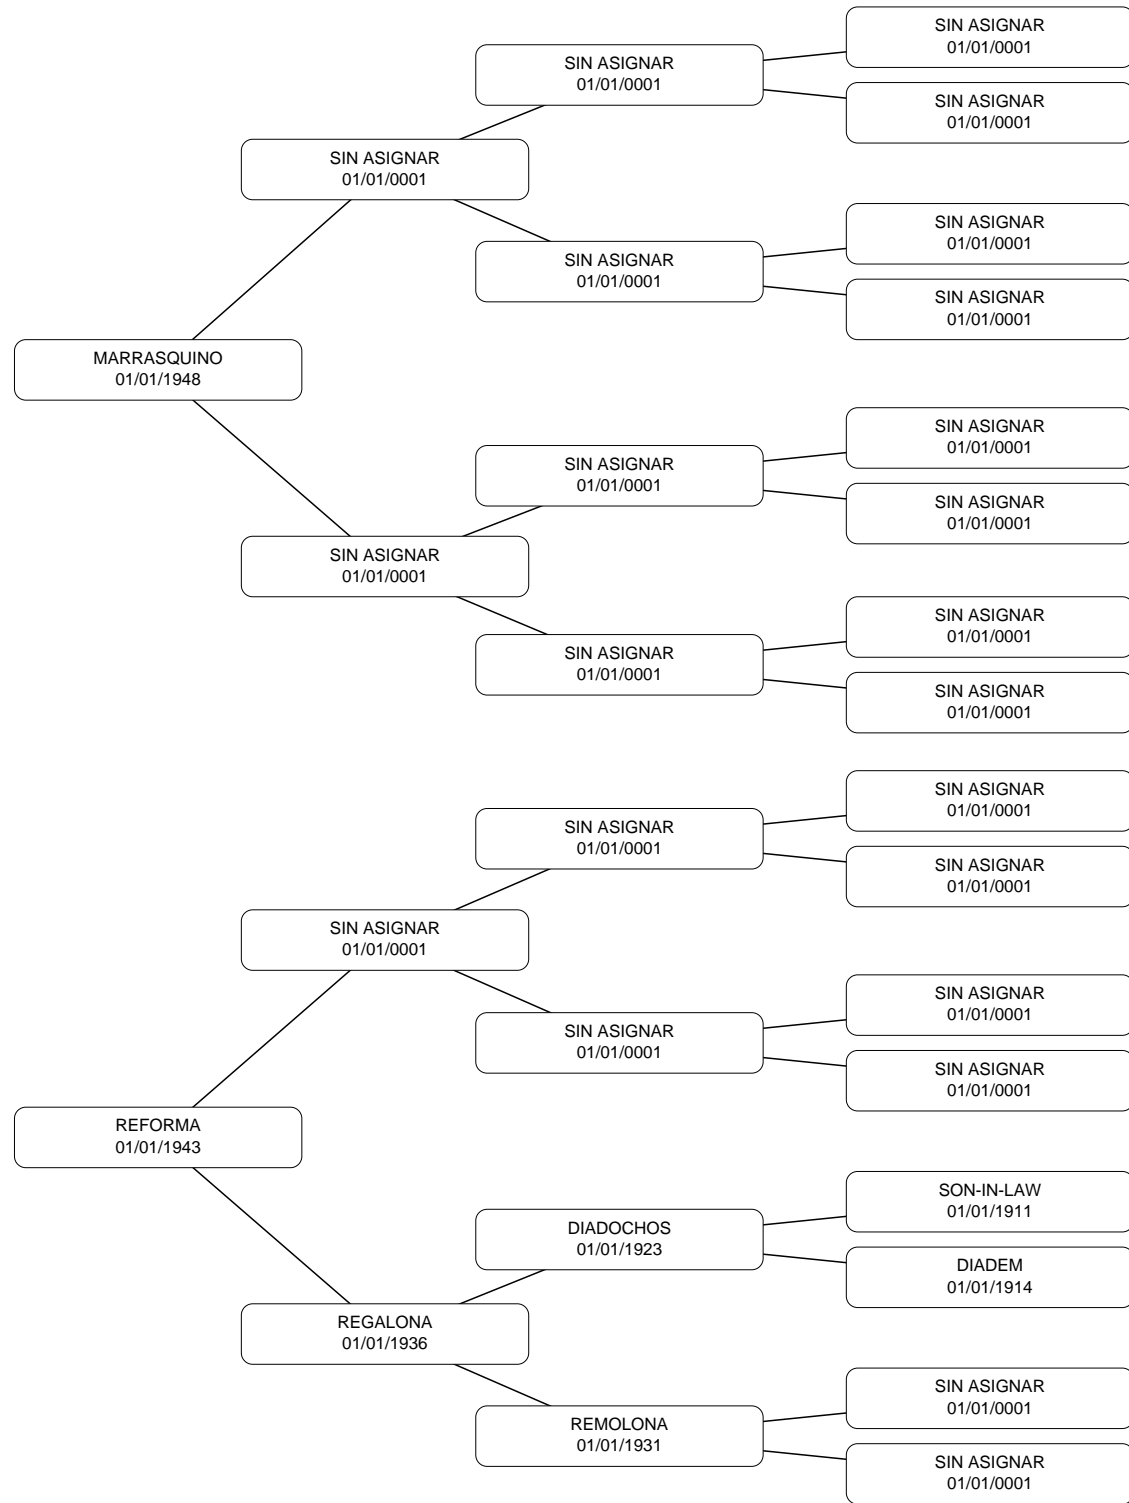 SIN ASIGNAR
01/01/0001
SIN ASIGNAR
01/01/0001
SIN ASIGNAR
01/01/0001
SIN ASIGNAR
01/01/0001
SIN ASIGNAR
01/01/0001
SIN ASIGNAR
01/01/0001
SIN ASIGNAR
01/01/0001
MARRASQUINO
01/01/1948
SIN ASIGNAR
01/01/0001
SIN ASIGNAR
01/01/0001
SIN ASIGNAR
01/01/0001
SIN ASIGNAR
01/01/0001
SIN ASIGNAR
01/01/0001
SIN ASIGNAR
01/01/0001
SIN ASIGNAR
01/01/0001
SIN ASIGNAR
01/01/0001
SIN ASIGNAR
01/01/0001
SIN ASIGNAR
01/01/0001
SIN ASIGNAR
01/01/0001
SIN ASIGNAR
01/01/0001
SIN ASIGNAR
01/01/0001
SIN ASIGNAR
01/01/0001
REFORMA
01/01/1943
SON-IN-LAW
01/01/1911
DIADOCHOS
01/01/1923
DIADEM
01/01/1914
REGALONA
01/01/1936
SIN ASIGNAR
01/01/0001
REMOLONA
01/01/1931
SIN ASIGNAR
01/01/0001